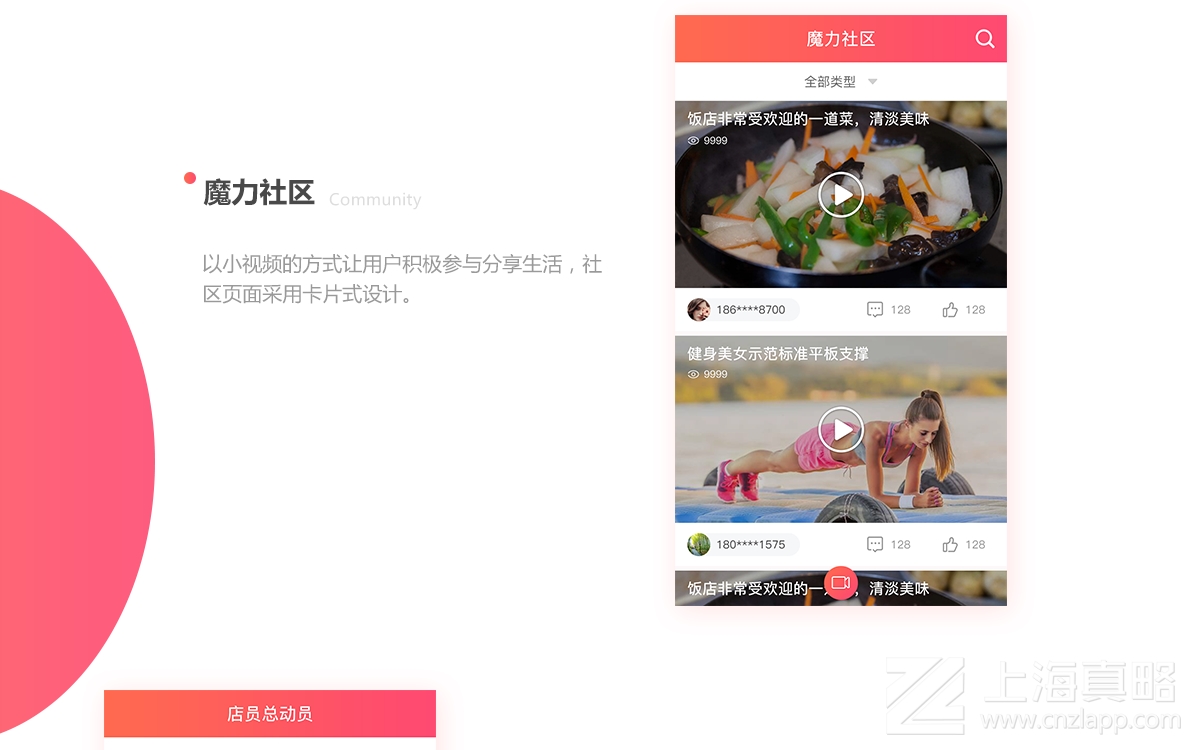 魔力社区 Community
以小视频的方式让用户积极参与分享生活，社
区页面采用卡片式设计。
魔力社区
全部类型
饭店非常受欢迎的一道菜，清淡美味
9999
186****8700 128 128
健身美女示范标准平板支撑
9999
180****1575 128 128
饭店非常受欢迎的一 ，清淡美味
店员总动员
上海真略
www.cnzlapp.com